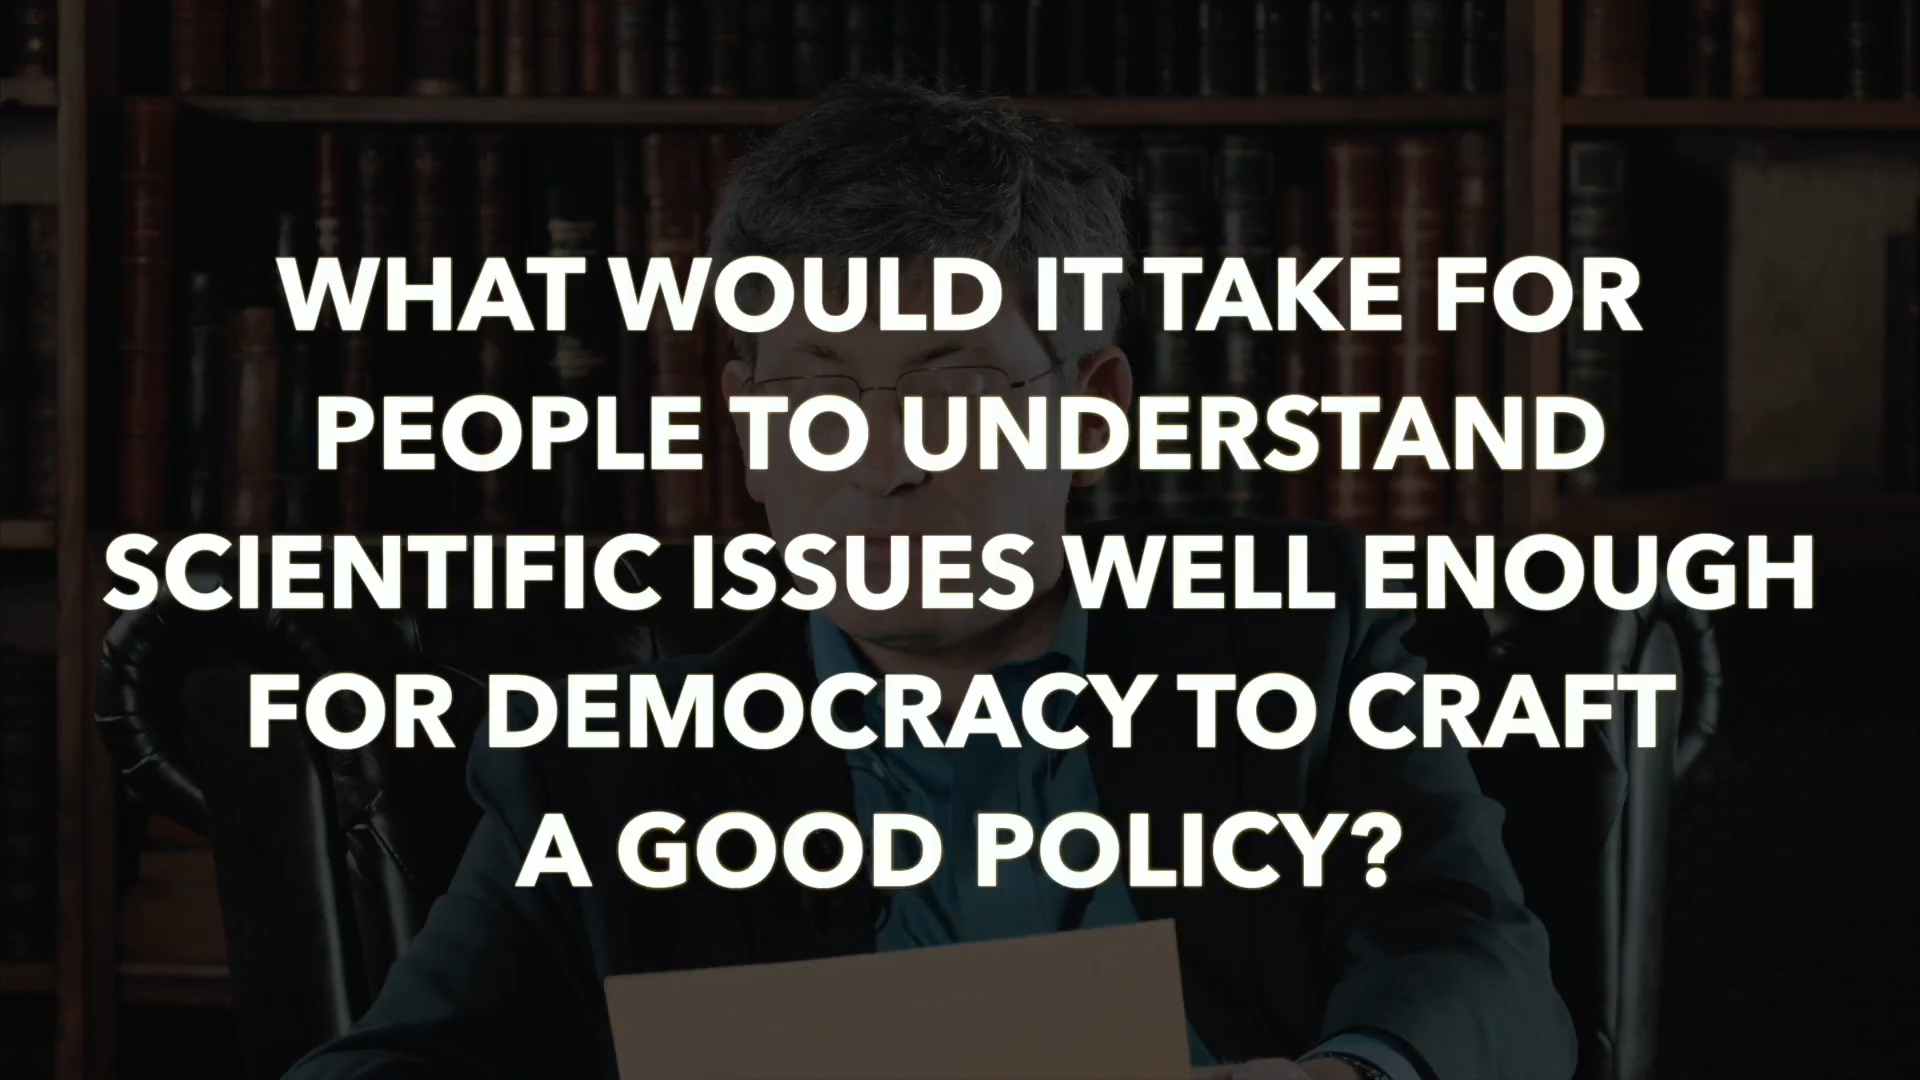 WHAT WOULD IT TAKE FOR
PEOPLE TO UNDERSTAND
SCIENTIFIC ISSUES WELL ENOUGH
FOR DEMOCRACY TO CRAFT
A GOOD POLICY?